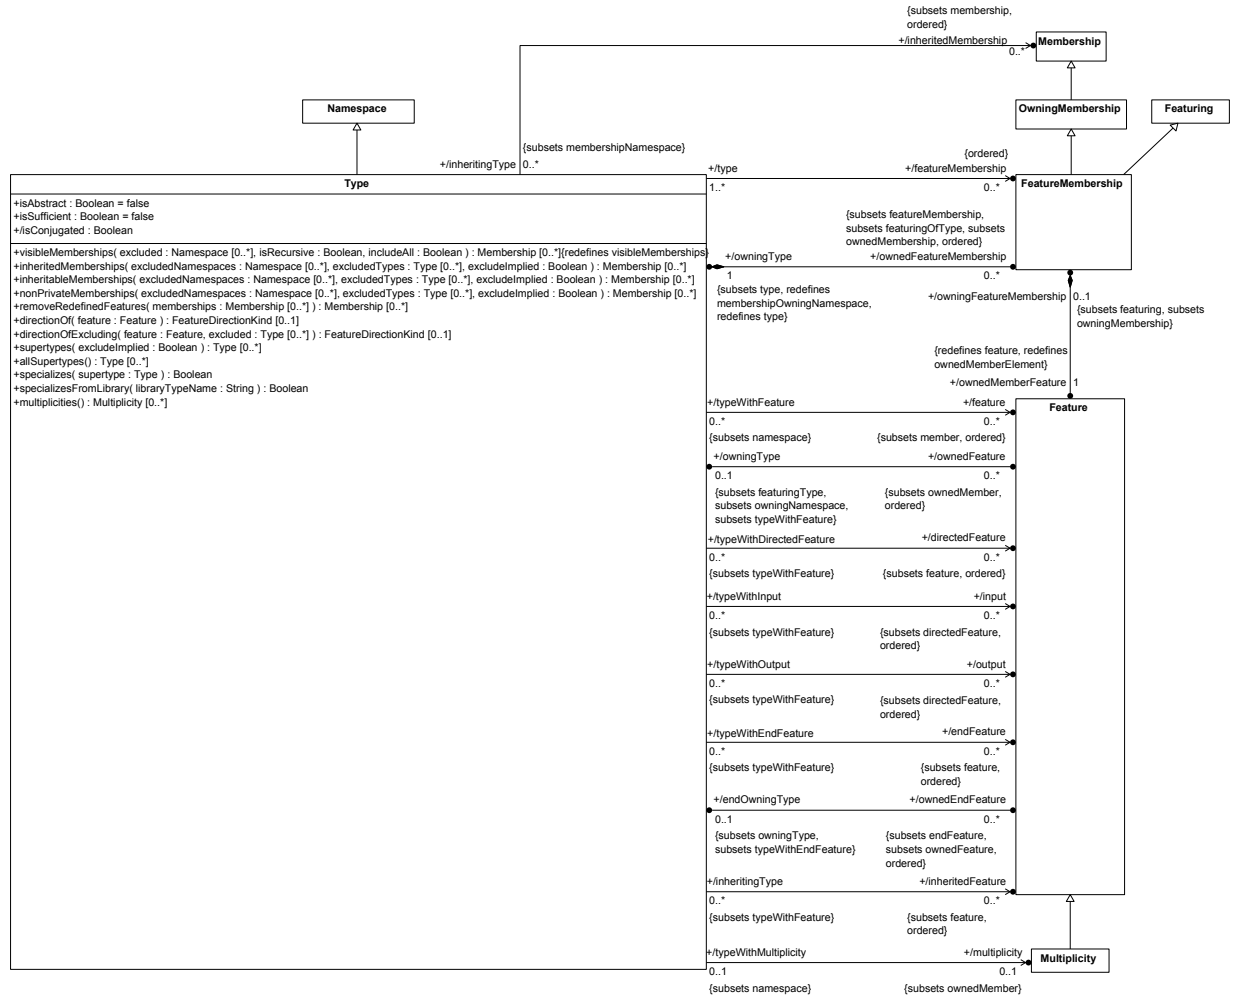 {subsets membership,
ordered}
+/inheritedMembership
0..*
Membership
Namespace
OwningMembership
Featuring
{subsets membershipNamespace}
+/inheritingType
0..*
Type
+isAbstract : Boolean = false
+isSufficient : Boolean = false
+/isConjugated : Boolean
+visibleMemberships( excluded : Namespace [0..*], isRecursive : Boolean, includeAll : Boolean ) : Membership [0..*]{redefines visibleMemberships}
+inheritedMemberships( excludedNamespaces : Namespace [0..*], excludedTypes : Type [0..*], excludeImplied : Boolean ) : Membership [0..*]
+inheritableMemberships( excludedNamespaces : Namespace [0..*], excludedTypes : Type [0..*], excludeImplied : Boolean ) : Membership [0..*]
+nonPrivateMemberships( excludedNamespaces : Namespace [0..*], excludedTypes : Type [0..*], excludeImplied : Boolean ) : Membership [0..*]
+removeRedefinedFeatures( memberships : Membership [0..*] ) : Membership [0..*]
+directionOf( feature : Feature ) : FeatureDirectionKind [0..1]
+directionOfExcluding( feature : Feature, excluded : Type [0..*] ) : FeatureDirectionKind [0..1]
+supertypes( excludeImplied : Boolean ) : Type [0..*]
+allSupertypes() : Type [0..*]
+specializes( supertype : Type ) : Boolean
+specializesFromLibrary( libraryTypeName : String ) : Boolean
+multiplicities() : Multiplicity [0..*]
{ordered}
+/type
+/featureMembership
1..*
0..*
FeatureMembership
{subsets featureMembership,
subsets featuringOfType, subsets
ownedMembership, ordered}
+/owningType
+/ownedFeatureMembership
1
0..*
{subsets type, redefines
membershipOwningNamespace,
redefines type}
+/owningFeatureMembership
0..1
{subsets featuring, subsets
owningMembership}
{redefines feature, redefines
ownedMemberElement}
+/ownedMemberFeature
1
Feature
+/typeWithFeature
+/feature
0..*
0..*
{subsets namespace}
{subsets member, ordered}
+/owningType
+/ownedFeature
0..1
0..*
{subsets featuringType,
subsets owningNamespace,
subsets typeWithFeature}
{subsets ownedMember,
ordered}
+/typeWithDirectedFeature
+/directedFeature
0..*
0..*
{subsets typeWithFeature}
{subsets feature, ordered}
+/typeWithInput
+/input
0..*
0..*
{subsets typeWithFeature}
{subsets directedFeature,
ordered}
+/typeWithOutput
+/output
0..*
0..*
{subsets typeWithFeature}
{subsets directedFeature,
ordered}
+/typeWithEndFeature
+/endFeature
0..*
0..*
{subsets typeWithFeature}
{subsets feature,
ordered}
+/endOwningType
+/ownedEndFeature
0..1
0..*
{subsets owningType,
subsets typeWithEndFeature}
{subsets endFeature,
subsets ownedFeature,
ordered}
+/inheritingType
+/inheritedFeature
0..*
0..*
{subsets typeWithFeature}
{subsets feature,
ordered}
+/typeWithMultiplicity
+/multiplicity
0..1
0..1
Multiplicity
{subsets namespace}
{subsets ownedMember}